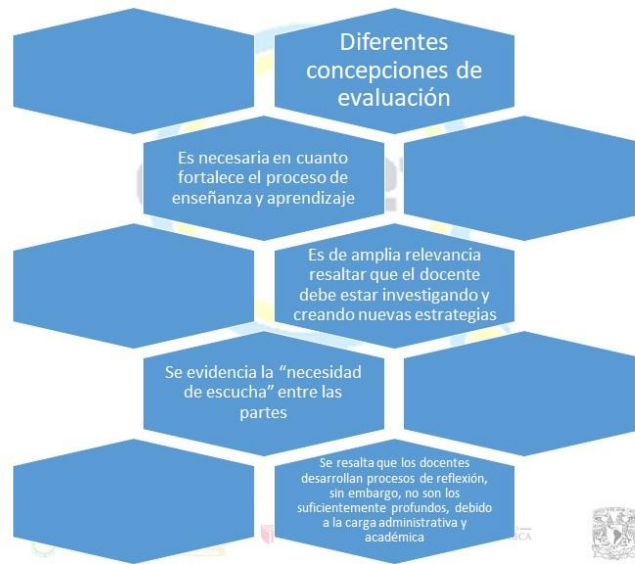 Diferentes
concepciones de
evaluación
Es necesaria en cuanto
fortalece el proceso de
enseñanza y aprendizaje
Es de amplia relevancia
resaltar que el docente
debe estar investigando y
creando nuevas estrategias
Se evidencia la “necesidad
de escucha” entre las
partes
Se resalta que los docentes
desarrollan procesos de reflexión,
sin embargo, no son los
suficientemente profundos, debido
a la carga administrativa y
académica